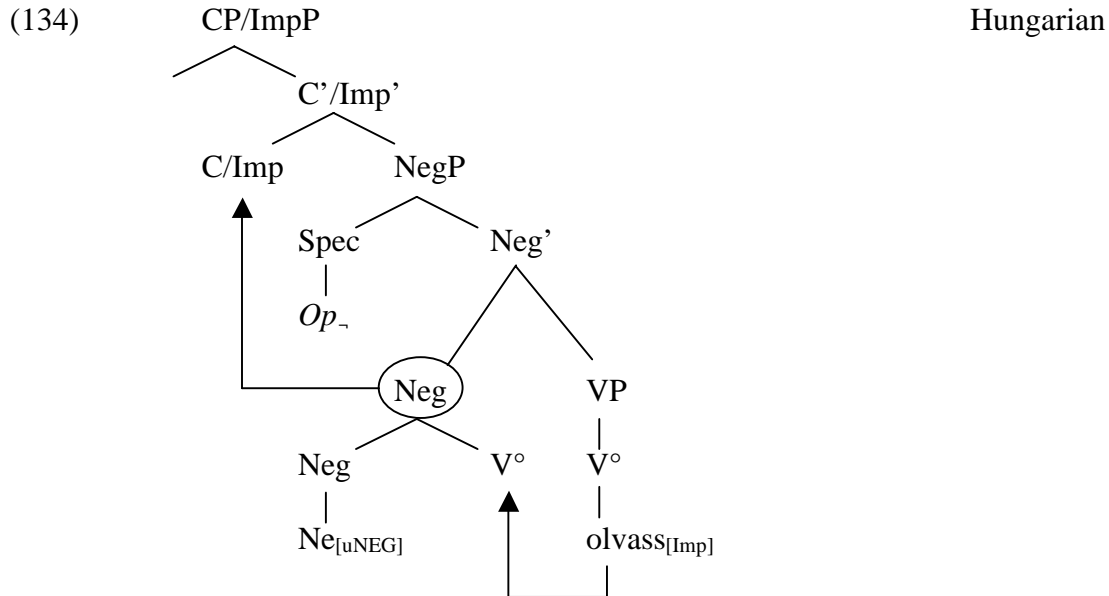 (134) CP/ImpP Hungarian
C’/Imp’
C/Imp NegP
Spec Neg’
Op¬
Neg VP
Neg V° V°
Ne[uNEG] olvass[Imp]